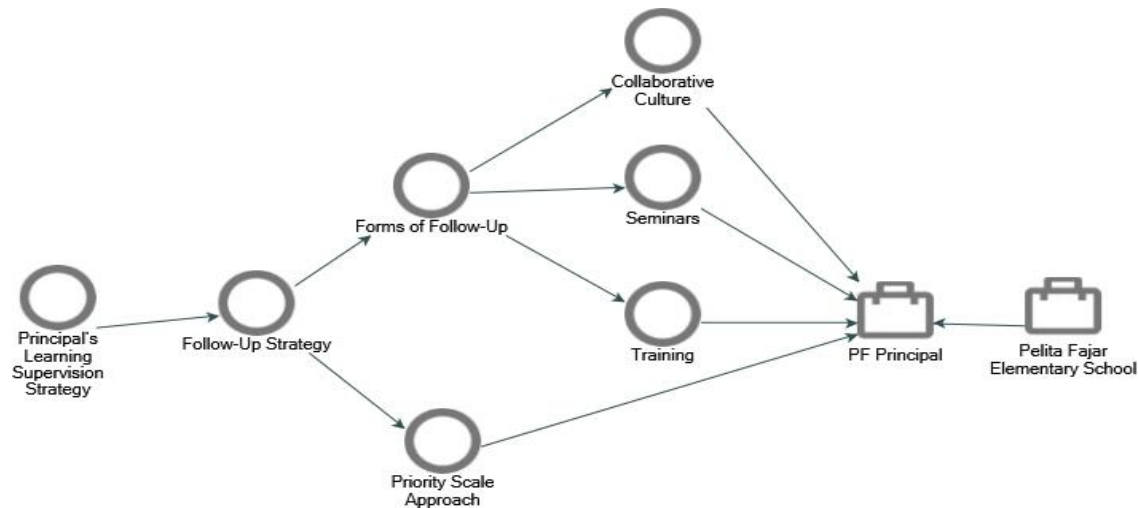 Collaborative
Culture
Forms of Follow-Up
Seminars
Principal's
Learning
Supervision
Strategy
Follow-Up Strategy
Training
PF Principal
Pelita Fajar
Elementary School
Priority Scale
Approach